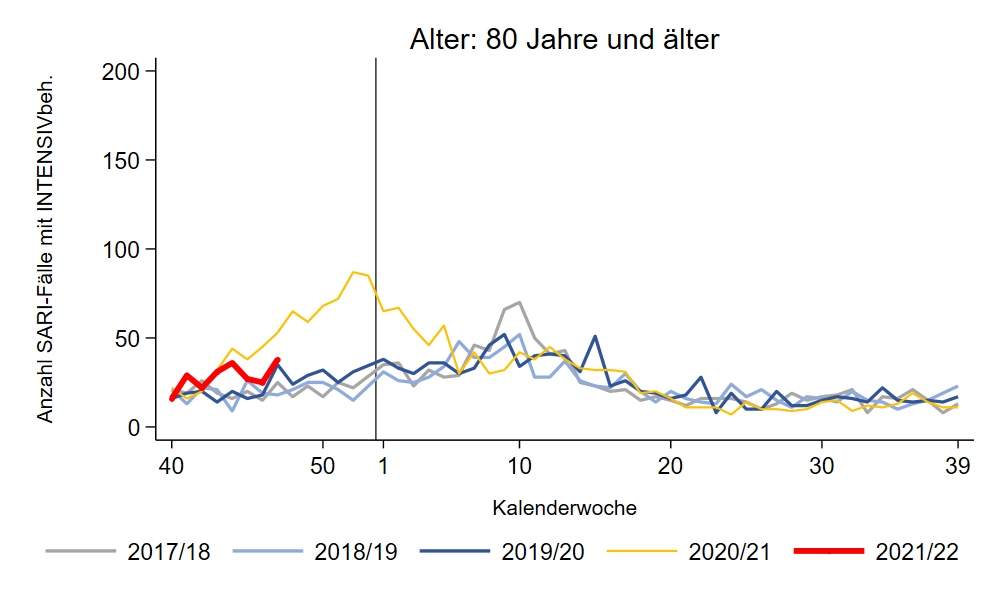 Alter: 80 Jahre und älter
Anzahl SARI-Fälle mit INTENSIVbeh.
200
150
100
50
0
40 50 1 10 20 30 39
Kalenderwoche
2017/18 2018/19 2019/20 2020/21 2021/22